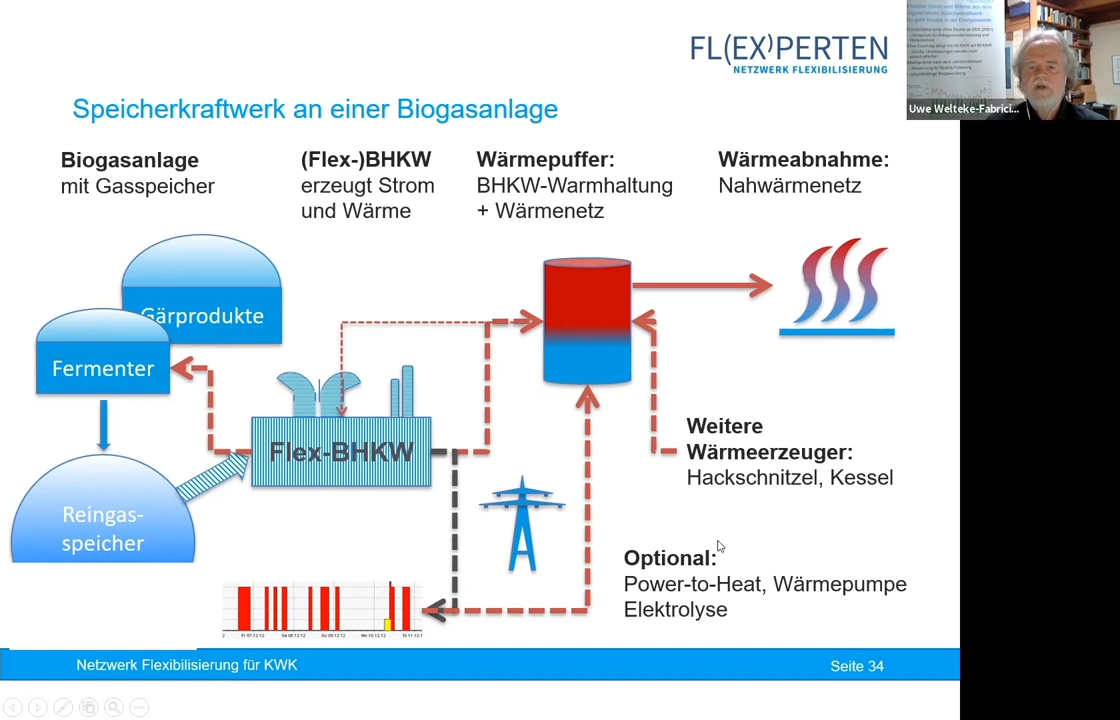 FL(EX)PERTEN
NETZWERK FLEXIBILISIERUNG
Uwe Welteke-Fabrici...
Speicherkraftwerk an einer Biogasanlage
Biogasanlage
mit Gasspeicher
(Flex-)BHKW
erzeugt Strom
und Wärme
Wärmepuffer:
BHKW-Warmhaltung
+ Wärmenetz
Wärmeabnahme:
Nahwärmenetz
Gärprodukte
Fermenter
Flex-BHKW
Reingas-
speicher
Weitere
Wärmeerzeuger:
Hackschnitzel, Kessel
Optional:
Power-to-Heat, Wärmepumpe
Elektrolyse
Netzwerk Flexibilisierung für KWK
Seite 34